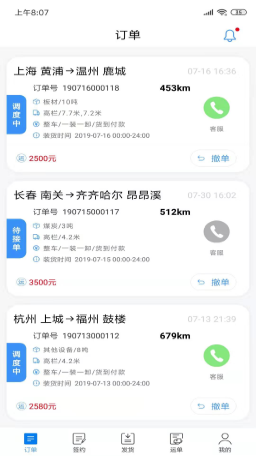 上午8:07
订单
上海 黄浦→温州 鹿城 07-16 16:36
订单号 190716000118 453km
调度中
板材/10吨
高栏/7.7米,7.2米
整车/一装一卸/货到付款
装货时间 2019-07-16 00:00-24:00
客服
2500元 撤单
长春 南关→齐齐哈尔 昂昂溪 07-30 16:02
订单号 190715000117 512km
待接单
煤炭/3吨
高栏/4.2米
整车/一装一卸/货到付款
装货时间 2019-07-15 00:00-24:00
客服
3500元 撤单
杭州 上城→福州 鼓楼 07-13 21:39
订单号 190713000112 679km
调度中
其他设备/8吨
高栏/4.2米
整车/一装一卸/货到付款
装货时间 2019-07-13 00:00-24:00
客服
2580元 撤单
订单 签约 发货 运单 我的